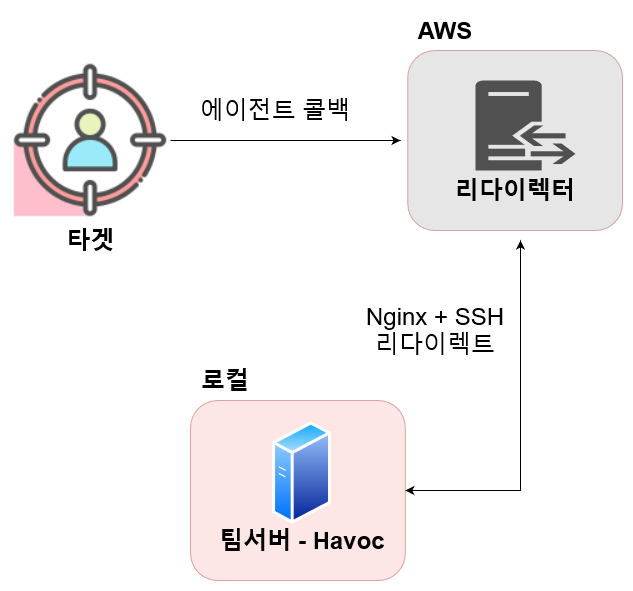 AWS
에이전트 콜백
리다이렉터
타겟
Nginx + SSH
리다이렉트
로컬
팀서버 - Havoc